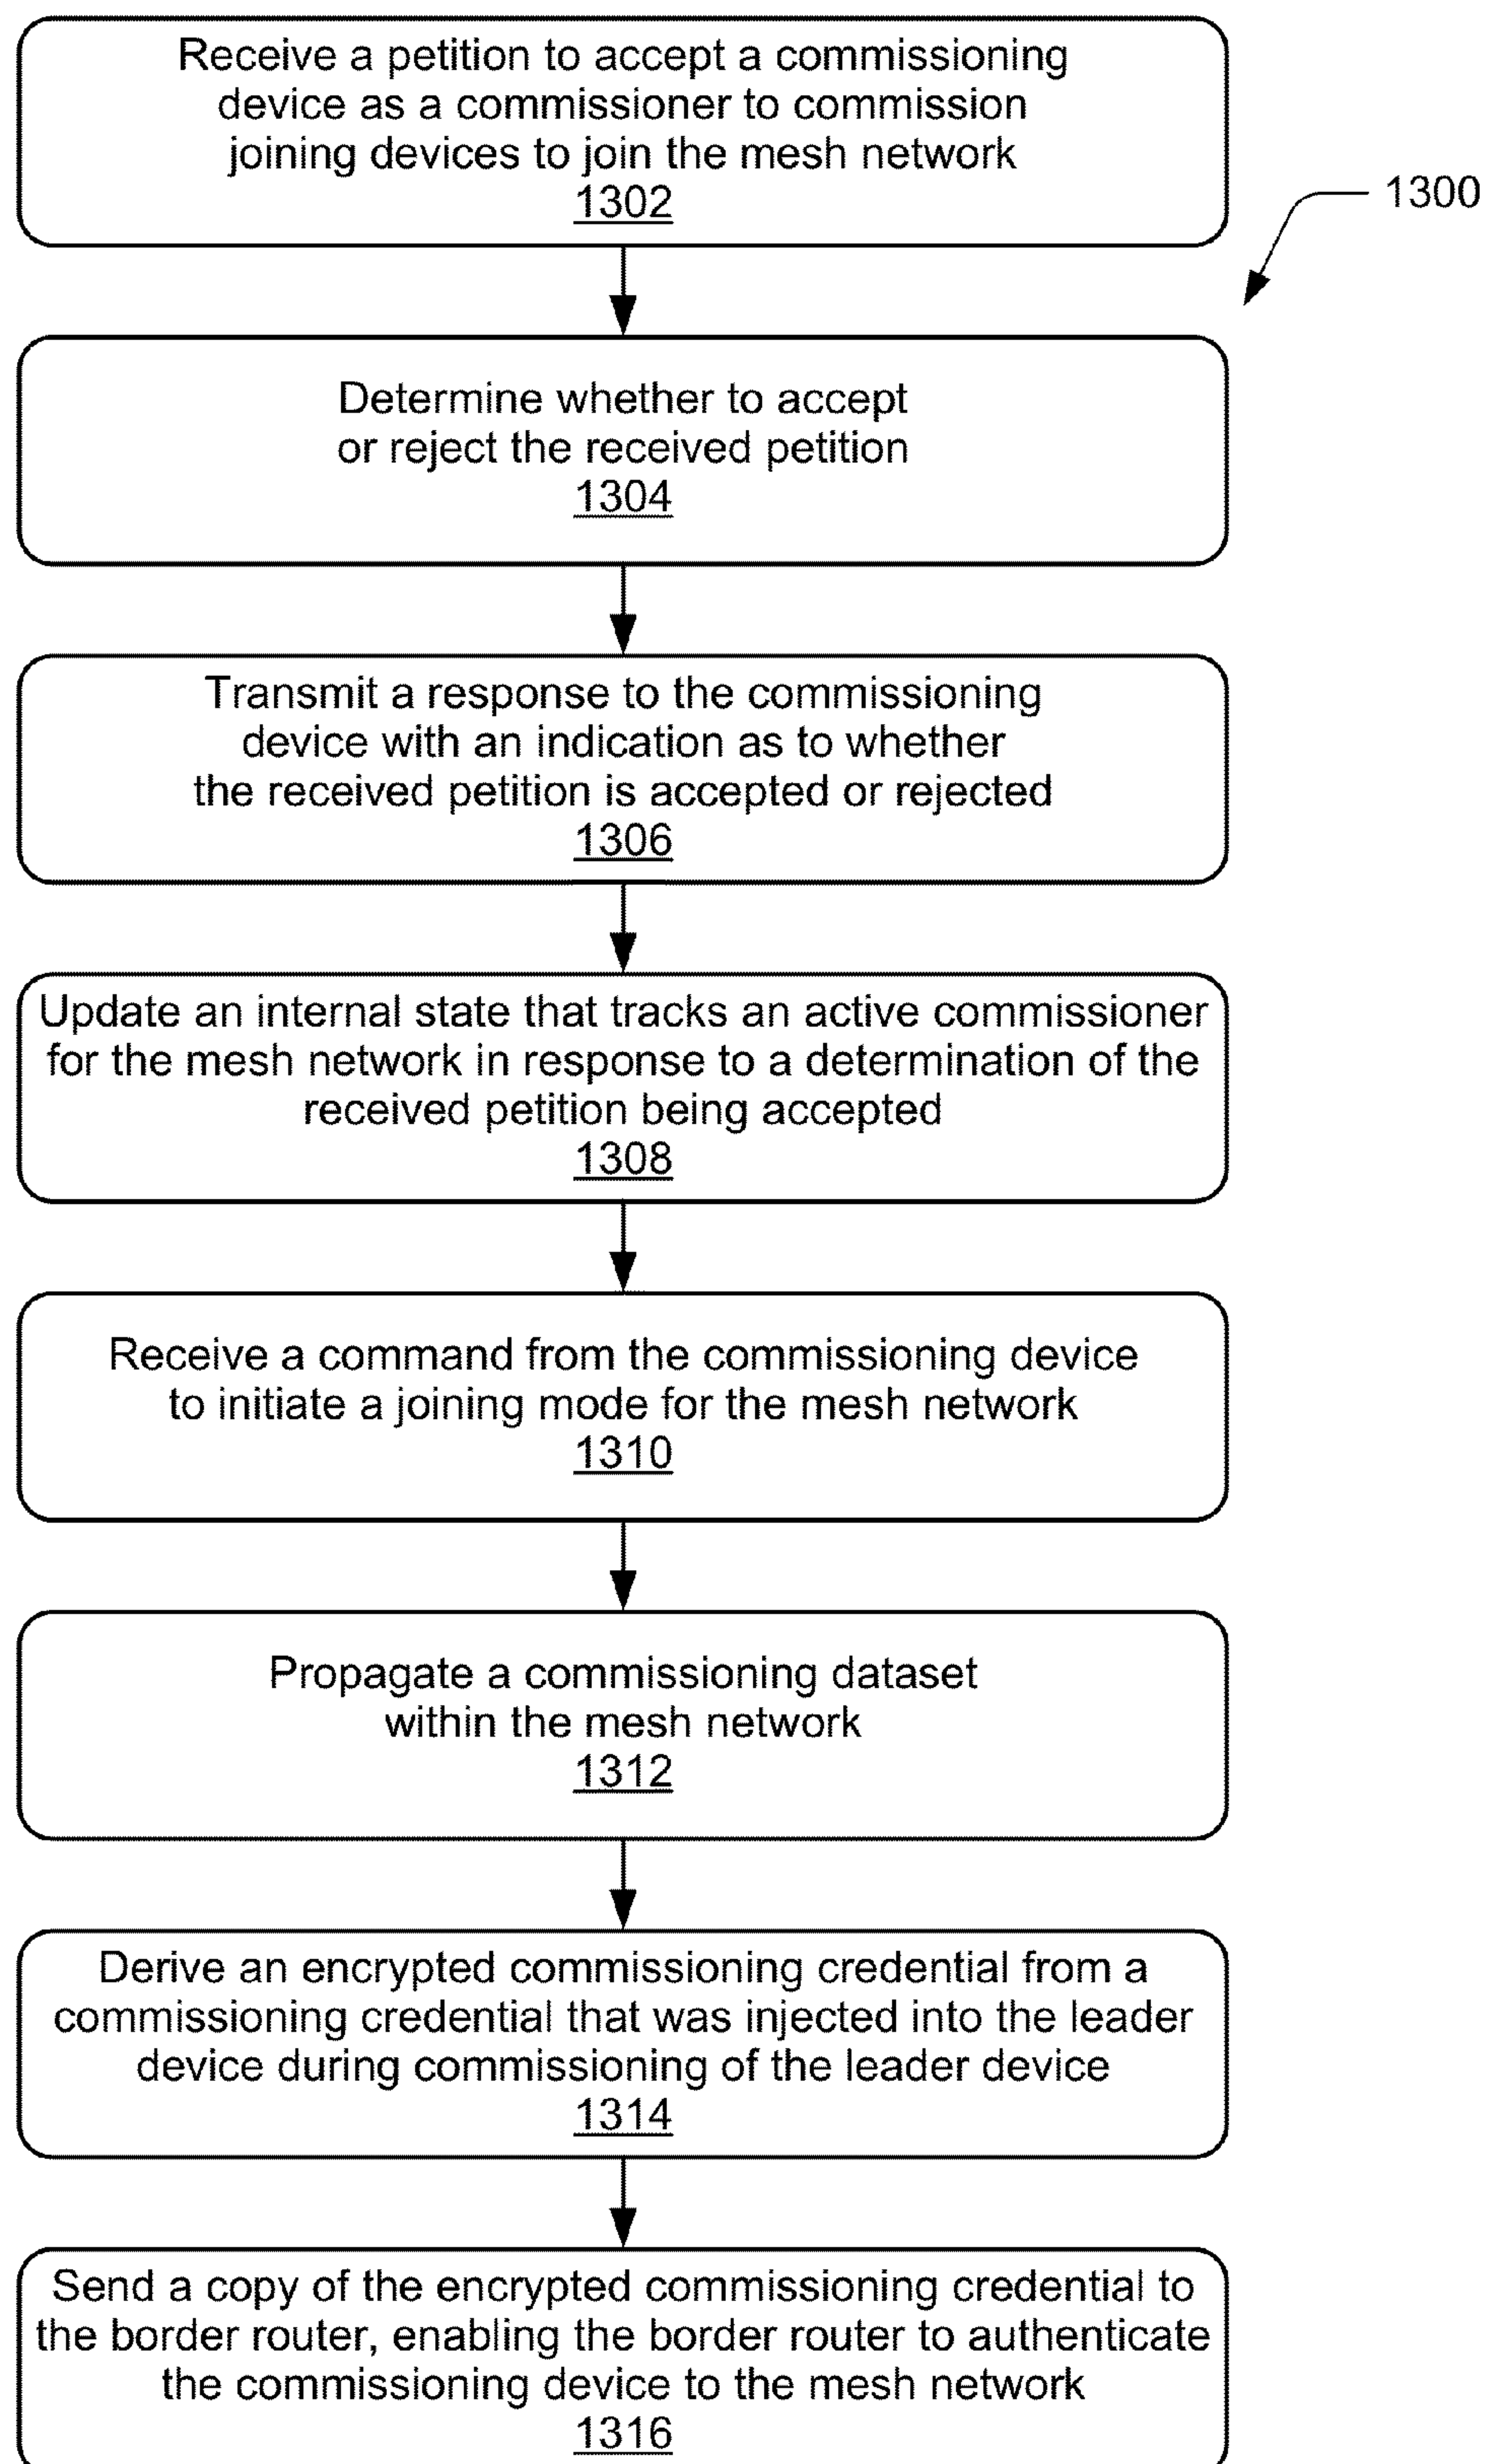 Receive a petition to accept a commissioning
device as a commissioner to commission
joining devices to join the mesh network
1302
1300
Determine whether to accept
or reject the received petition
1304
Transmit a response to the commissioning
device with an indication as to whether
the received petition is accepted or rejected
1306
Update an internal state that tracks an active commissioner
for the mesh network in response to a determination of the
received petition being accepted
1308
Receive a command from the commissioning device
to initiate a joining mode for the mesh network
1310
Propagate a commissioning dataset
within the mesh network
1312
Derive an encrypted commissioning credential from a
commissioning credential that was injected into the leader
device during commissioning of the leader device
1314
Send a copy of the encrypted commissioning credential to
the border router, enabling the border router to authenticate
the commissioning device to the mesh network
1316